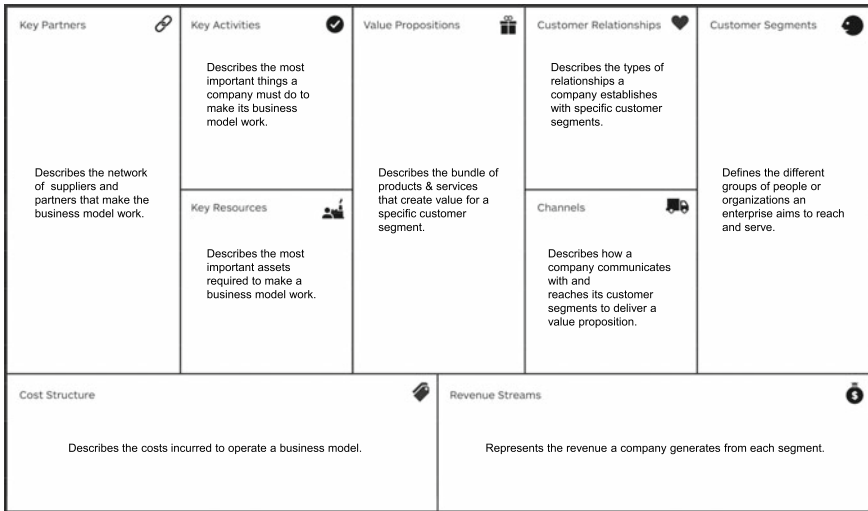 Key Partners
Describes the network
of suppliers and
partners that make the
business model work.
Key Activities
Describes the most
important things a
company must do to
make its business
model work.
Key Resources
Describes the most
important assets
required to make a
business model work.
Value Propositions
Describes the bundle of
products & services
that create value for a
specific customer
segment.
Customer Relationships
Describes the types of
relationships a
company establishes
with specific customer
segments.
Channels
Describes how a
company communicates
with and
reaches its customer
segments to deliver a
value proposition.
Customer Segments
Defines the different
groups of people or
organizations an
enterprise aims to reach
and serve.
Cost Structure
Describes the costs incurred to operate a business model.
Revenue Streams
$
Represents the revenue a company generates from each segment.